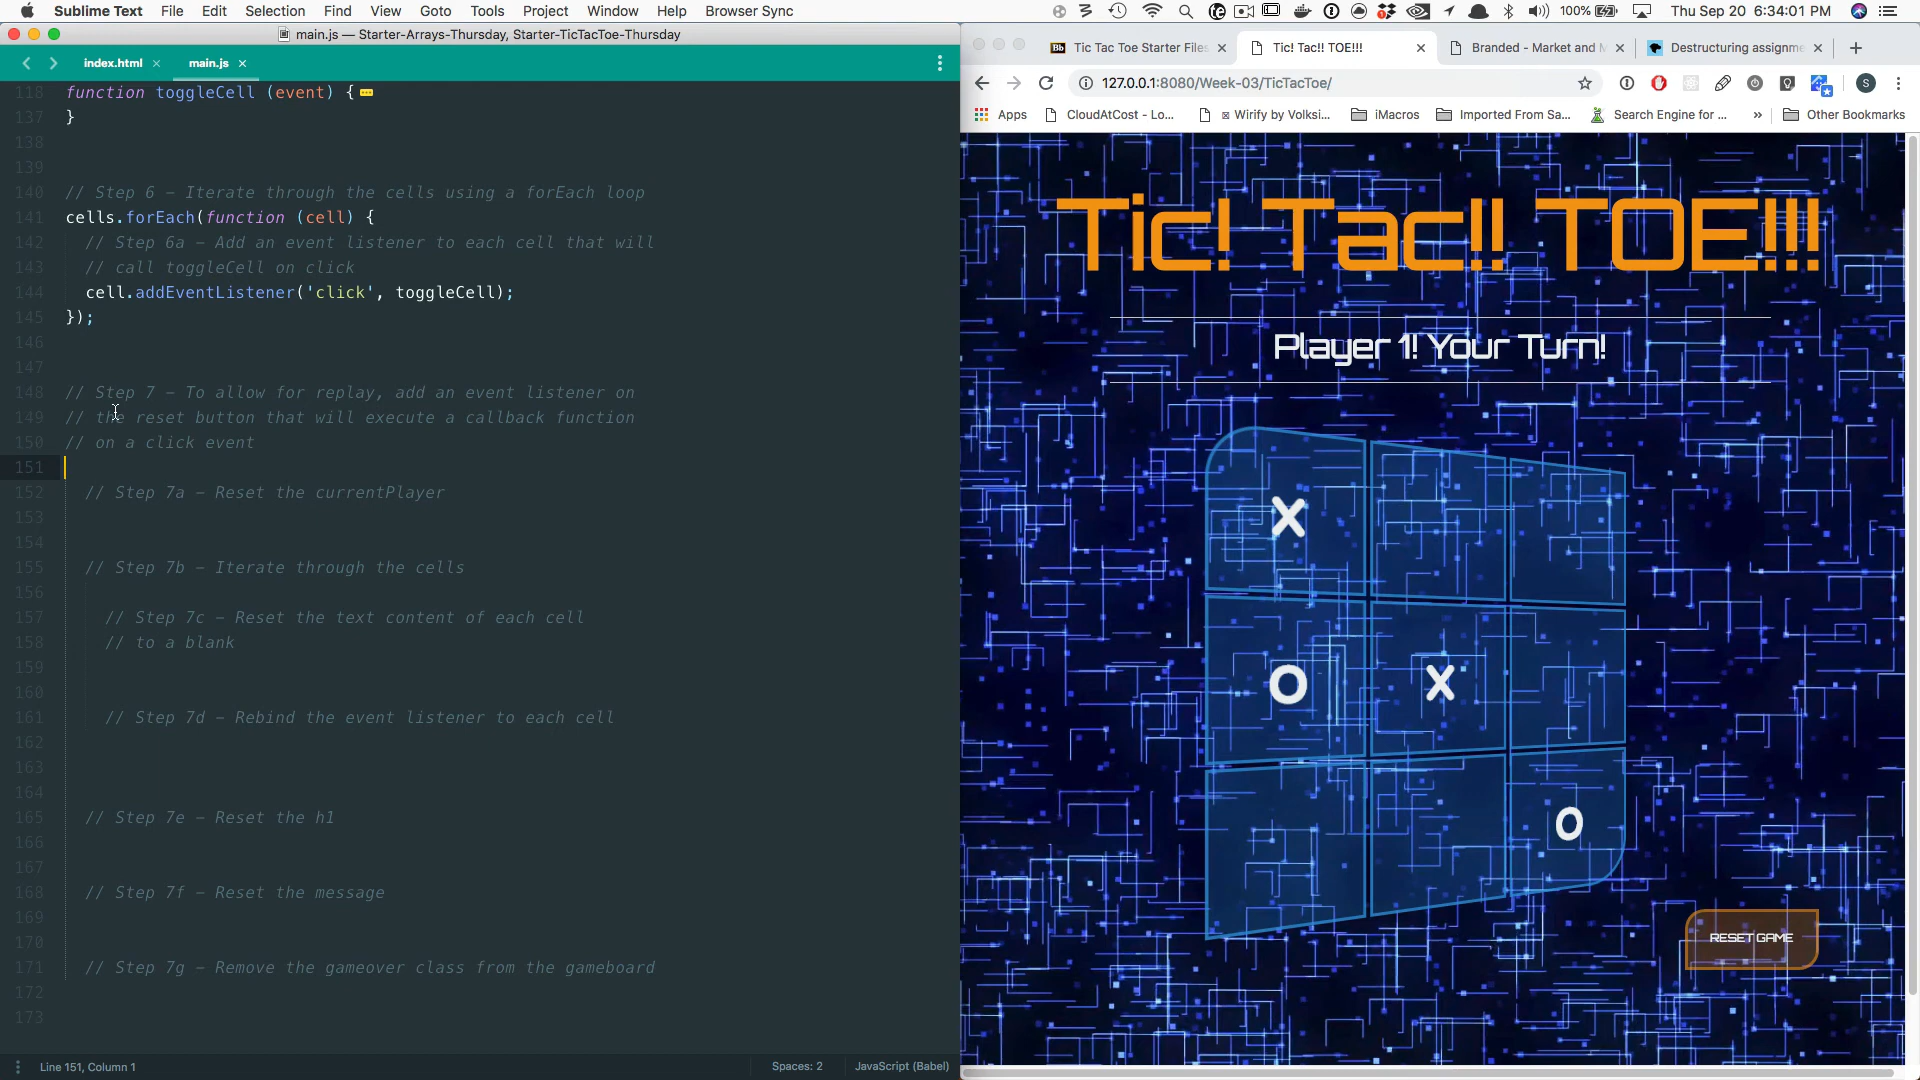 Sublime Text File Edit Selection Find View Goto Tools Project Window Help Browser Sync 100% Thu Sep 20 6:34:01 PM
main.js — Starter-Arrays-Thursday, Starter-TicTacToe-Thursday
index.html × main.js ×
118 function toggleCell (event) {
137 }
138
139
140 // Step 6 – Iterate through the cells using a forEach loop
141 cells.forEach(function (cell) {
142 // Step 6a – Add an event listener to each cell that will
143 // call toggleCell on click
144 cell.addEventListener('click', toggleCell);
145 });
146
147
148 // Step 7 – To allow for replay, add an event listener on
149 // the reset button that will execute a callback function
150 // on a click event
151
152 // Step 7a – Reset the currentPlayer
153
154
155 // Step 7b – Iterate through the cells
156
157 // Step 7c – Reset the text content of each cell
158 // to a blank
159
160
161 // Step 7d – Rebind the event listener to each cell
162
163
164
165 // Step 7e – Reset the h1
166
167
168 // Step 7f – Reset the message
169
170
171 // Step 7g – Remove the gameover class from the gameboard
172
173
Line 151, Column 1 Spaces: 2 JavaScript (Babel)
Bb Tic Tac Toe Starter Files × Tic! Tac!! TOE!!! × Branded - Market and M × Destructuring assignme ×
127.0.0.1:8080/Week-03/TicTacToe/ S
Apps CloudAtCost - Lo... Wirify by Volksi... iMacros Imported From Sa... Search Engine for ... » Other Bookmarks
Tic! Tac!! TOE!!!
Player 1! Your Turn!
X
O X
O
RESET GAME